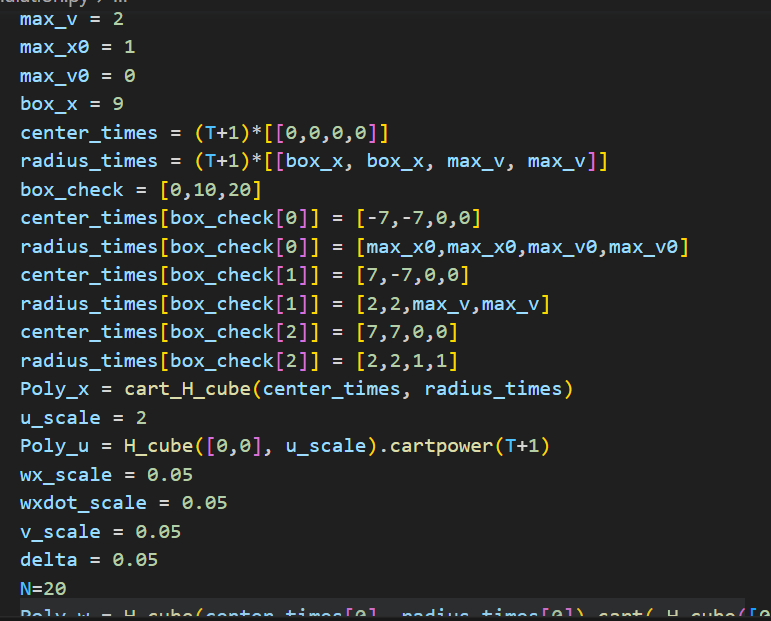 max_v = 2
max_x0 = 1
max_v0 = 0
box_x = 9
center_times = (T+1)*[[0,0,0,0]]
radius_times = (T+1)*[[box_x, box_x, max_v, max_v]]
box_check = [0,10,20]
center_times[box_check[0]] = [-7,-7,0,0]
radius_times[box_check[0]] = [max_x0,max_x0,max_v0,max_v0]
center_times[box_check[1]] = [7,-7,0,0]
radius_times[box_check[1]] = [2,2,max_v,max_v]
center_times[box_check[2]] = [7,7,0,0]
radius_times[box_check[2]] = [2,2,1,1]
Poly_x = cart_H_cube(center_times, radius_times)
u_scale = 2
Poly_u = H_cube([0,0], u_scale).cartpower(T+1)
wx_scale = 0.05
wxdot_scale = 0.05
v_scale = 0.05
delta = 0.05
N=20
Poly_w = H_cube(center_times[0], radius_times[0]).cart( H_cube([0